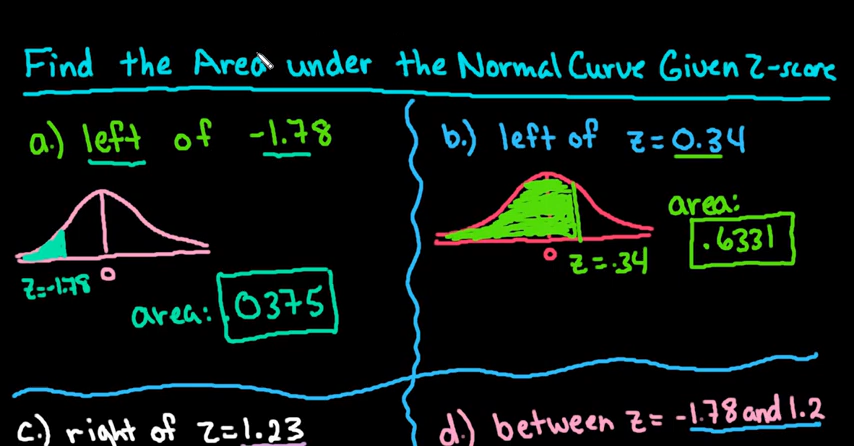 Find the Area under the Normal Curve Given Z-score
a.) left of -1.78
z=-1.78
0
area: .0375
b.) left of z=0.34
0
z=.34
area:
.6331
c.) right of z=1.23
d.) between z= -1.78 and 1.2